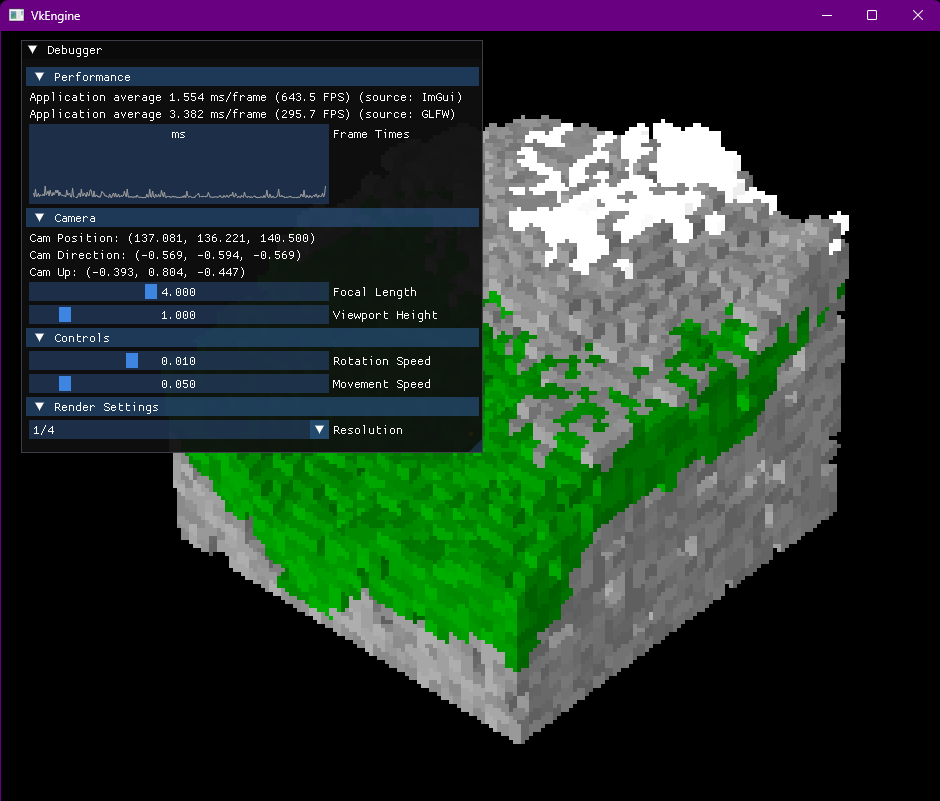 VkEngine
Debugger
Performance
Application average 1.554 ms/frame (643.5 FPS) (source: ImGui)
Application average 3.382 ms/frame (295.7 FPS) (source: GLFW)
ms Frame Times
Camera
Cam Position: (137.081, 136.221, 140.500)
Cam Direction: (-0.569, -0.594, -0.569)
Cam Up: (-0.393, 0.804, -0.447)
4.000 Focal Length
1.000 Viewport Height
Controls
0.010 Rotation Speed
0.050 Movement Speed
Render Settings
1/4 Resolution